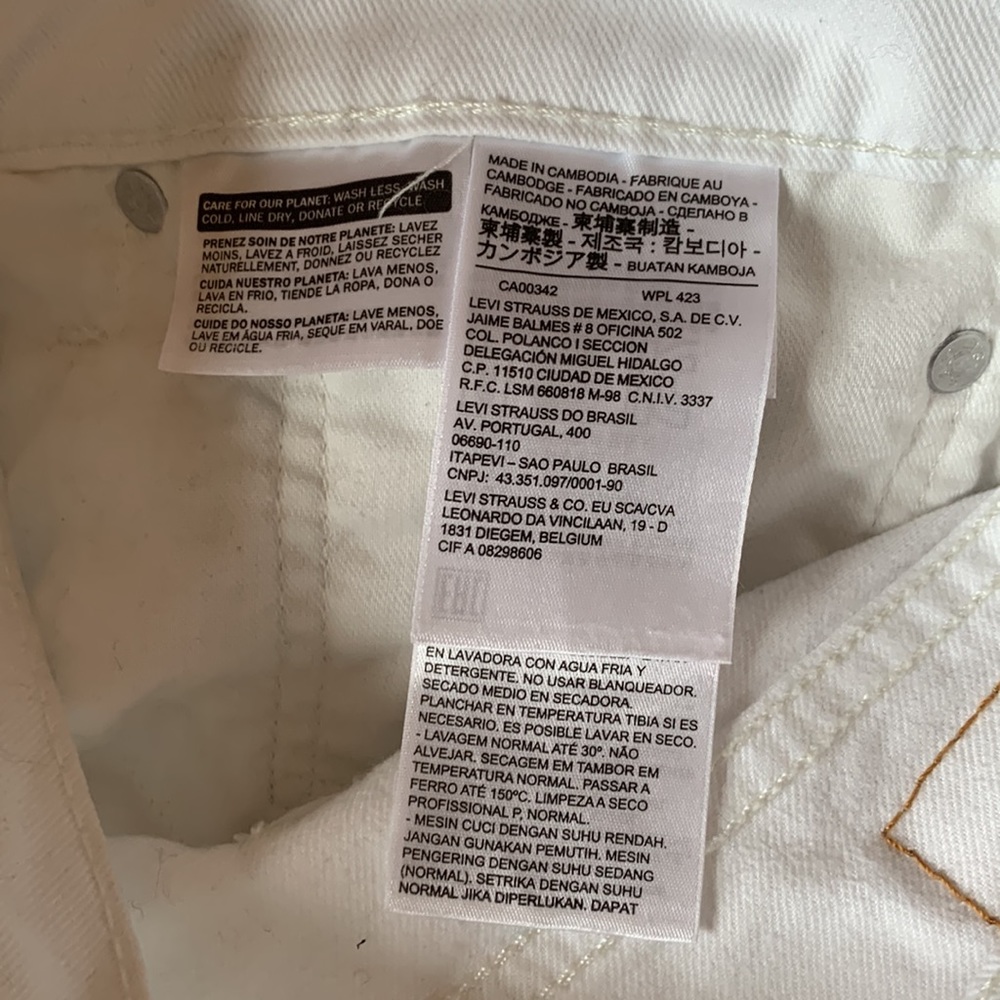 CARE FOR OUR PLANET: WASH LESS, WASH
COLD, LINE DRY, DONATE OR RECYCLE.
PRENEZ SOIN DE NOTRE PLANETE: LAVEZ
MOINS, LAVEZ A FROID, LAISSEZ SECHER
NATURELLEMENT, DONNEZ OU RECYCLEZ
CUIDA NUESTRO PLANETA: LAVA MENOS,
LAVA EN FRIO, TIENDE LA ROPA, DONA O
RECICLA.
CUIDE DO NOSSO PLANETA: LAVE MENOS,
LAVE EM ÁGUA FRIA, SEQUE EM VARAL, DOE
OU RECICLE.
MADE IN CAMBODIA - FABRIQUE AU
CAMBODGE - FABRICADO EN CAMBOYA -
FABRICADO NO CAMBOJA - СДЕЛАНО В
КАМБОДЖЕ - 柬埔寨制造 -
柬埔寨製 - 제조국 : 캄보디아 -
カンボジア製 - BUATAN KAMBOJA
CA00342 WPL 423
LEVI STRAUSS DE MEXICO, S.A. DE C.V.
JAIME BALMES # 8 OFICINA 502
COL. POLANCO I SECCION
DELEGACIÓN MIGUEL HIDALGO
C.P. 11510 CIUDAD DE MEXICO
R.F.C. LSM 660818 M-98 C.N.I.V. 3337
LEVI STRAUSS DO BRASIL
AV. PORTUGAL, 400
06690-110
ITAPEVI – SAO PAULO BRASIL
CNPJ: 43.351.097/0001-90
LEVI STRAUSS & CO. EU SCA/CVA
LEONARDO DA VINCILAAN, 19 - D
1831 DIEGEM, BELGIUM
CIF A 08298606
EAC
EN LAVADORA CON AGUA FRIA Y
DETERGENTE. NO USAR BLANQUEADOR.
SECADO MEDIO EN SECADORA.
PLANCHAR EN TEMPERATURA TIBIA SI ES
NECESARIO. ES POSIBLE LAVAR EN SECO.
- LAVAGEM NORMAL ATÉ 30º. NÃO
ALVEJAR. SECAGEM EM TAMBOR EM
TEMPERATURA NORMAL. PASSAR A
FERRO ATÉ 150ºC. LIMPEZA A SECO
PROFISSIONAL P, NORMAL.
- MESIN CUCI DENGAN SUHU RENDAH.
JANGAN GUNAKAN PEMUTIH. MESIN
PENGERING DENGAN SUHU SEDANG
(NORMAL). SETRIKA DENGAN SUHU
NORMAL JIKA DIPERLUKAN. DAPAT